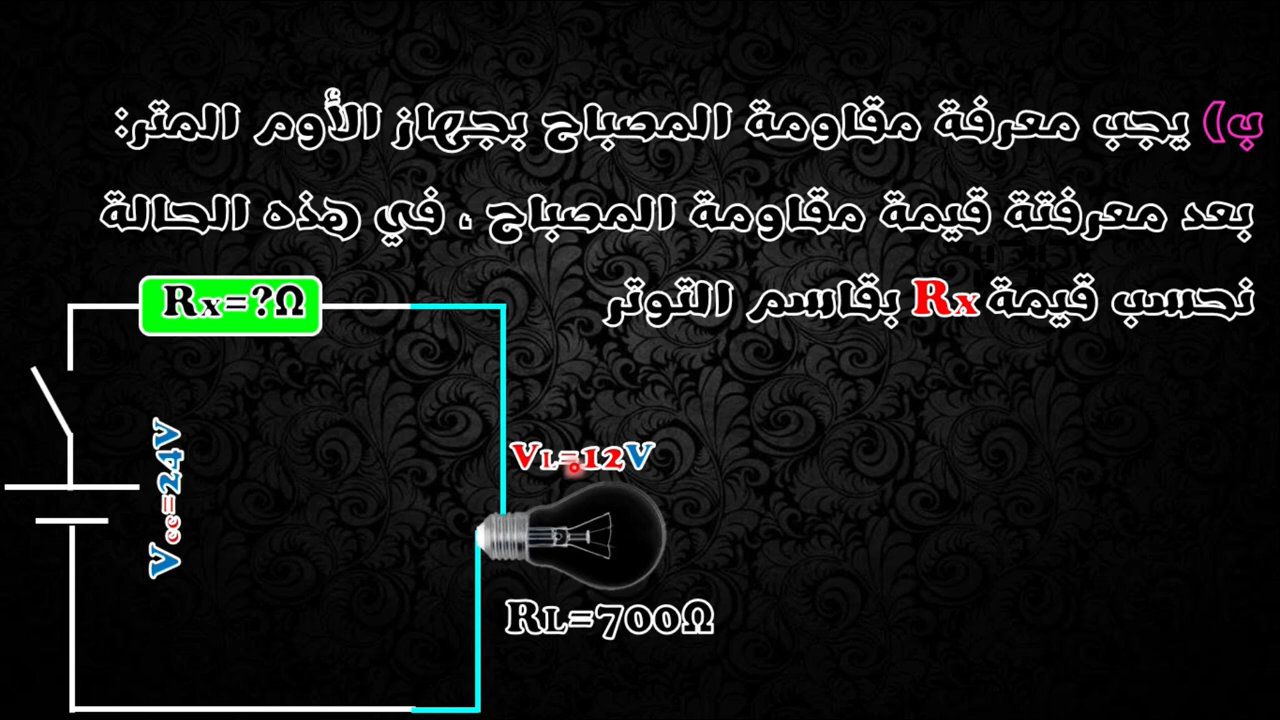 ب) يجب معرفة مقاومة المصباح بجهاز الأوم المتر:
بعد معرفتة قيمة مقاومة المصباح ، في هذه الحالة
نحسب قيمة Rx بقاسم التوتر
Rx=?Ω
Vcc=24V
VL=12V
RL=700Ω